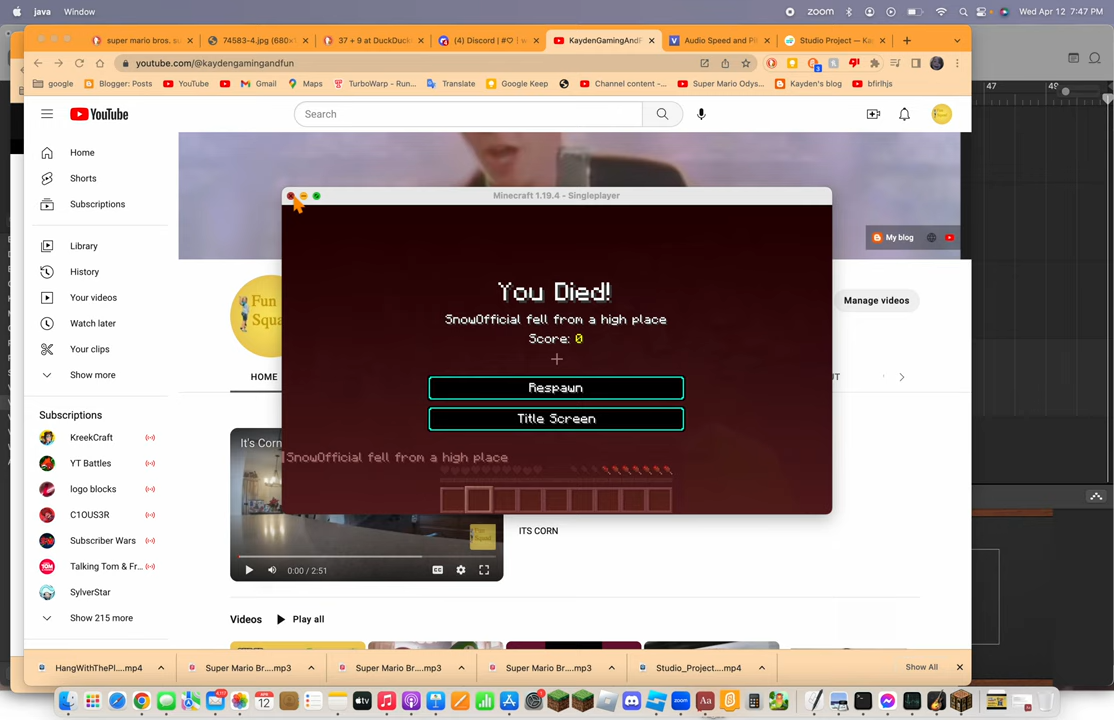 java Window zoom Wed Apr 12 7:47 PM
super mario bros. s 74583-4.jpg (680×1 37 + 9 at DuckDuck (4) Discord | #🤍 | w KaydenGamingAndF Audio Speed and Pi Studio Project — Ka
youtube.com/@kaydengamingandfun
google Blogger: Posts YouTube Gmail Maps TurboWarp - Run... Translate Google Keep Channel content -... Super Mario Odys... Kayden's blog bfirlhjs
47 49
YouTube Search
Home
Shorts
Subscriptions
Library
History
Your videos
Watch later
Your clips
Show more
Minecraft 1.19.4 - Singleplayer
My blog
You Died!
SnowOfficial fell from a high place
Score: 0
Respawn
Title Screen
SnowOfficial fell from a high place
Fun
Squad
Manage videos
HOME
UT
Subscriptions
KreekCraft
YT Battles
logo blocks
C1OUS3R
Subscriber Wars
Talking Tom & Fr...
SylverStar
Show 215 more
It's Corn
ITS CORN
0:00 / 2:51
Videos Play all
HangWithThePl....mp4 Super Mario Br....mp3 Super Mario Br....mp3 Super Mario Br....mp3 Studio_Project....mp4 Show All